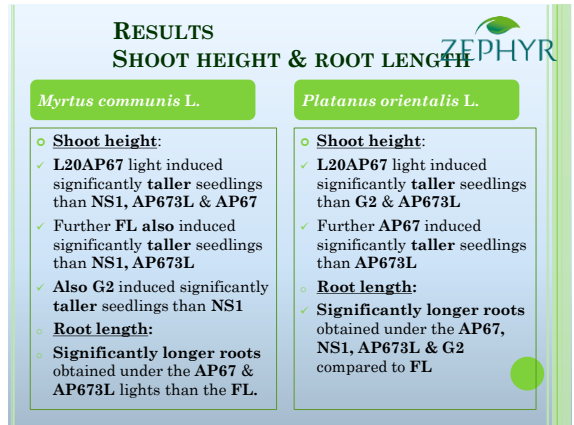 RESULTS
SHOOT HEIGHT & ROOT LENGTH
ZEPHYR
Myrtus communis L.
Shoot height:
L20AP67 light induced
significantly taller seedlings
than NS1, AP673L & AP67
Further FL also induced
significantly taller seedlings
than NS1, AP673L
Also G2 induced significantly
taller seedlings than NS1
Root length:
Significantly longer roots
obtained under the AP67 &
AP673L lights than the FL.
Platanus orientalis L.
Shoot height:
L20AP67 light induced
significantly taller seedlings
than G2 & AP673L
Further AP67 induced
significantly taller seedlings
than AP673L
Root length:
Significantly longer roots
obtained under the AP67,
NS1, AP673L & G2
compared to FL